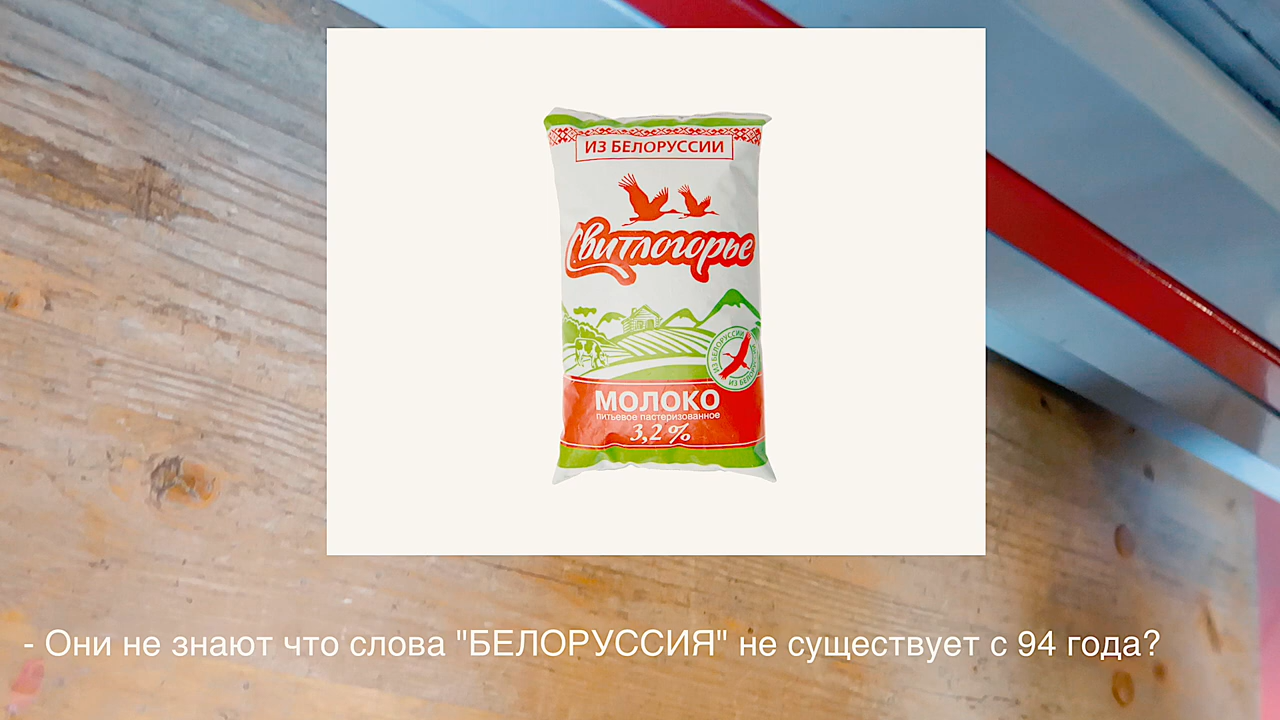 ИЗ БЕЛОРУССИИ
Свитлогорье
ИЗ БЕЛОРУССИИ
ИЗ БЕЛО
МОЛОКО
питьевое пастеризованное
3,2 %
- Они не знают что слова "БЕЛОРУССИЯ" не существует с 94 года?